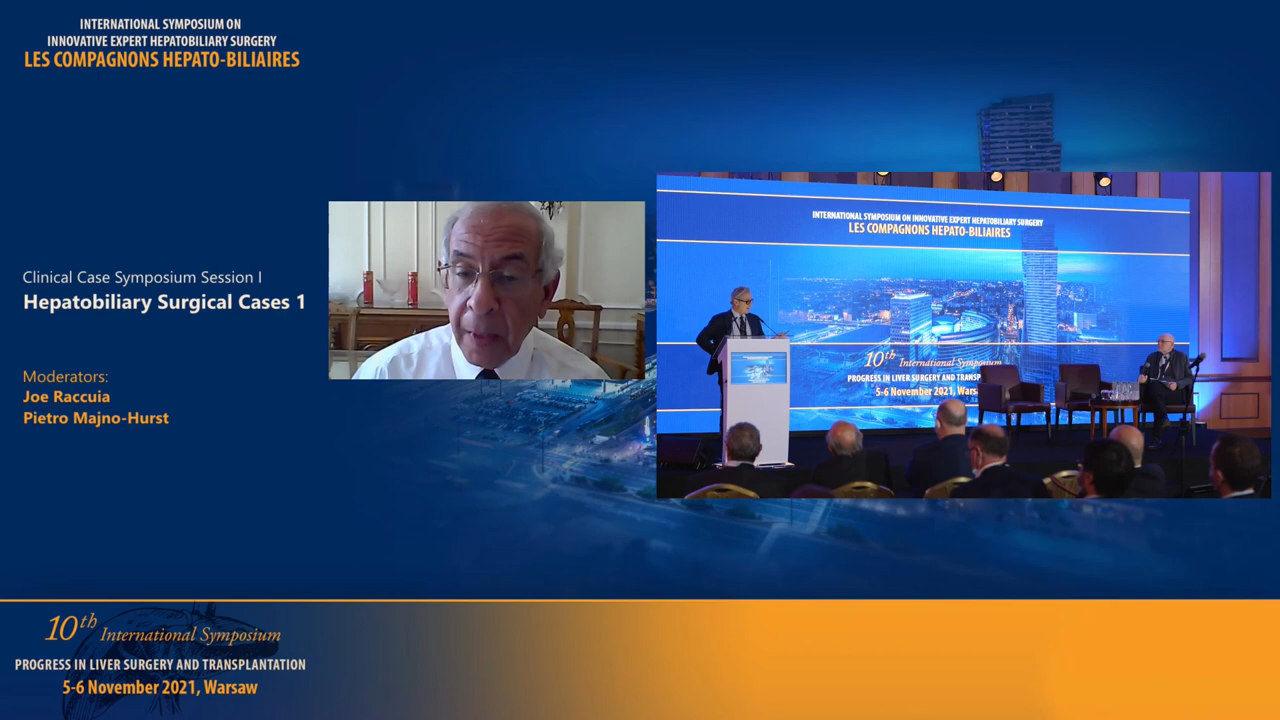 INTERNATIONAL SYMPOSIUM ON
INNOVATIVE EXPERT HEPATOBILIARY SURGERY
LES COMPAGNONS HEPATO-BILIAIRES
Clinical Case Symposium Session I
Hepatobiliary Surgical Cases 1
Moderators:
Joe Raccuia
Pietro Majno-Hurst
INTERNATIONAL SYMPOSIUM ON INNOVATIVE EXPERT HEPATOBILIARY SURGERY
LES COMPAGNONS HEPATO-BILIAIRES
10th International Symposium
PROGRESS IN LIVER SURGERY AND
5-6 November 2021,
10th International Symposium
PROGRESS IN LIVER SURGERY AND TRANSPLANTATION
5-6 November 2021, Warsaw